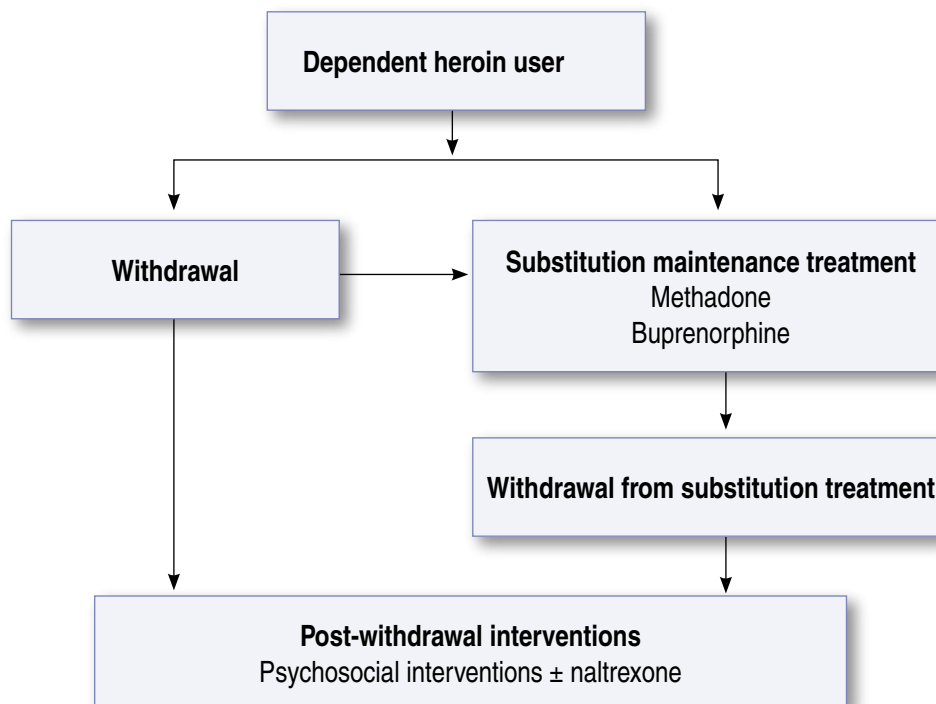 Dependent heroin user
Withdrawal
Substitution maintenance treatment
Methadone
Buprenorphine
Withdrawal from substitution treatment
Post-withdrawal interventions
Psychosocial interventions ± naltrexone